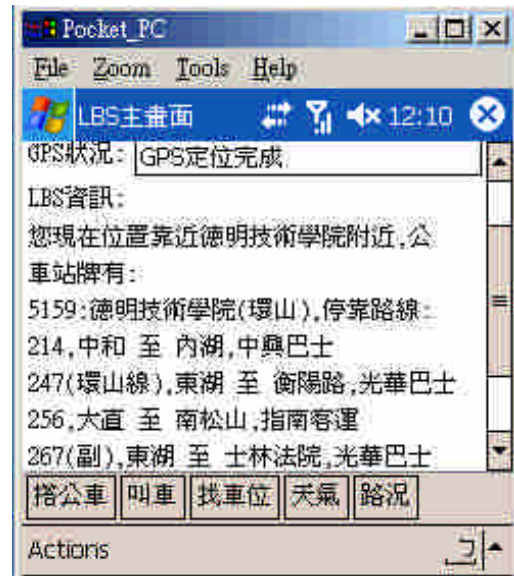 Pocket_PC
File Zoom Tools Help
LBS主畫面 12:10
GPS狀況: GPS定位完成
LBS資訊:
您現在位置靠近德明技術學院附近,公
車站牌有:
5159:德明技術學院(環山),停靠路線:
214,中和 至 內湖,中興巴士
247(環山線),東湖 至 衡陽路,光華巴士
256,大直 至 南松山,指南客運
267(副),東湖 至 士林法院,光華巴士
搭公車 叫車 找車位 天氣 路況
Actions